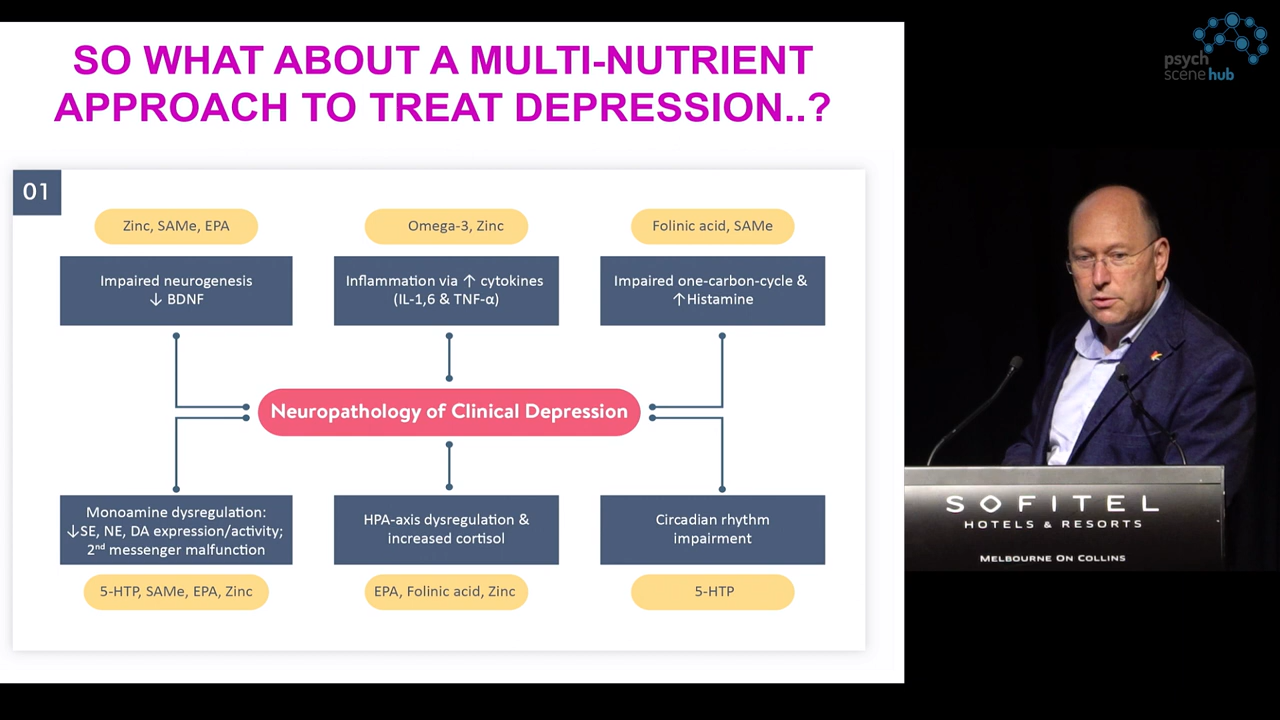 SO WHAT ABOUT A MULTI-NUTRIENT
APPROACH TO TREAT DEPRESSION..?
psych
scene hub
01
Zinc, SAMe, EPA
Omega-3, Zinc
Folinic acid, SAMe
Impaired neurogenesis
↓ BDNF
Inflammation via ↑ cytokines
(IL-1,6 & TNF-α)
Impaired one-carbon-cycle &
↑Histamine
Neuropathology of Clinical Depression
Monoamine dysregulation:
↓SE, NE, DA expression/activity;
2nd messenger malfunction
HPA-axis dysregulation &
increased cortisol
Circadian rhythm
impairment
5-HTP, SAMe, EPA, Zinc
EPA, Folinic acid, Zinc
5-HTP
SOFITEL
HOTELS & RESORTS
MELBOURNE ON COLLINS